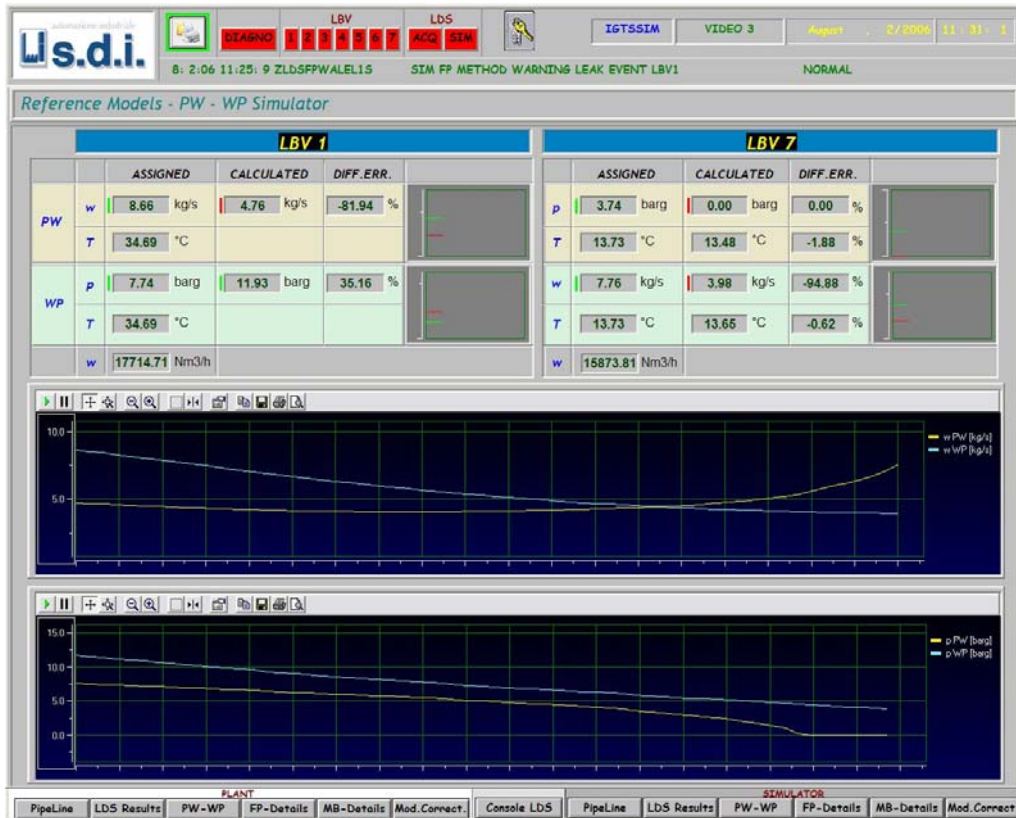 automazione industriale
s.d.i.
DIAGNO
LBV
1 2 3 4 5 6 7
LDS
ACQ SIM
IGTSSIM
VIDEO 3
August . 2/2006 11: 31: 1
8: 2:06 11:25: 9 ZLDSFPWALEL1S SIM FP METHOD WARNING LEAK EVENT LBV1 NORMAL
Reference Models - PW - WP Simulator
LBV 1
ASSIGNED CALCULATED DIFF.ERR.
PW
w 8.66 kg/s 4.76 kg/s -81.94 %
T 34.69 °C
WP
p 7.74 barg 11.93 barg 35.16 %
T 34.69 °C
w 17714.71 Nm3/h
LBV 7
ASSIGNED CALCULATED DIFF.ERR.
p 3.74 barg 0.00 barg 0.00 %
T 13.73 °C 13.48 °C -1.88 %
w 7.76 kg/s 3.98 kg/s -94.88 %
T 13.73 °C 13.65 °C -0.62 %
w 15873.81 Nm3/h
10.0
5.0
w PW [kg/s]
w WP [kg/s]
15.0
10.0
5.0
0.0
p PW [barg]
p WP [barg]
PLANT
PipeLine LDS Results PW-WP FP-Details MB-Details Mod.Correct.
Console LDS
SIMULATOR
PipeLine LDS Results PW-WP FP-Details MB-Details Mod.Correct